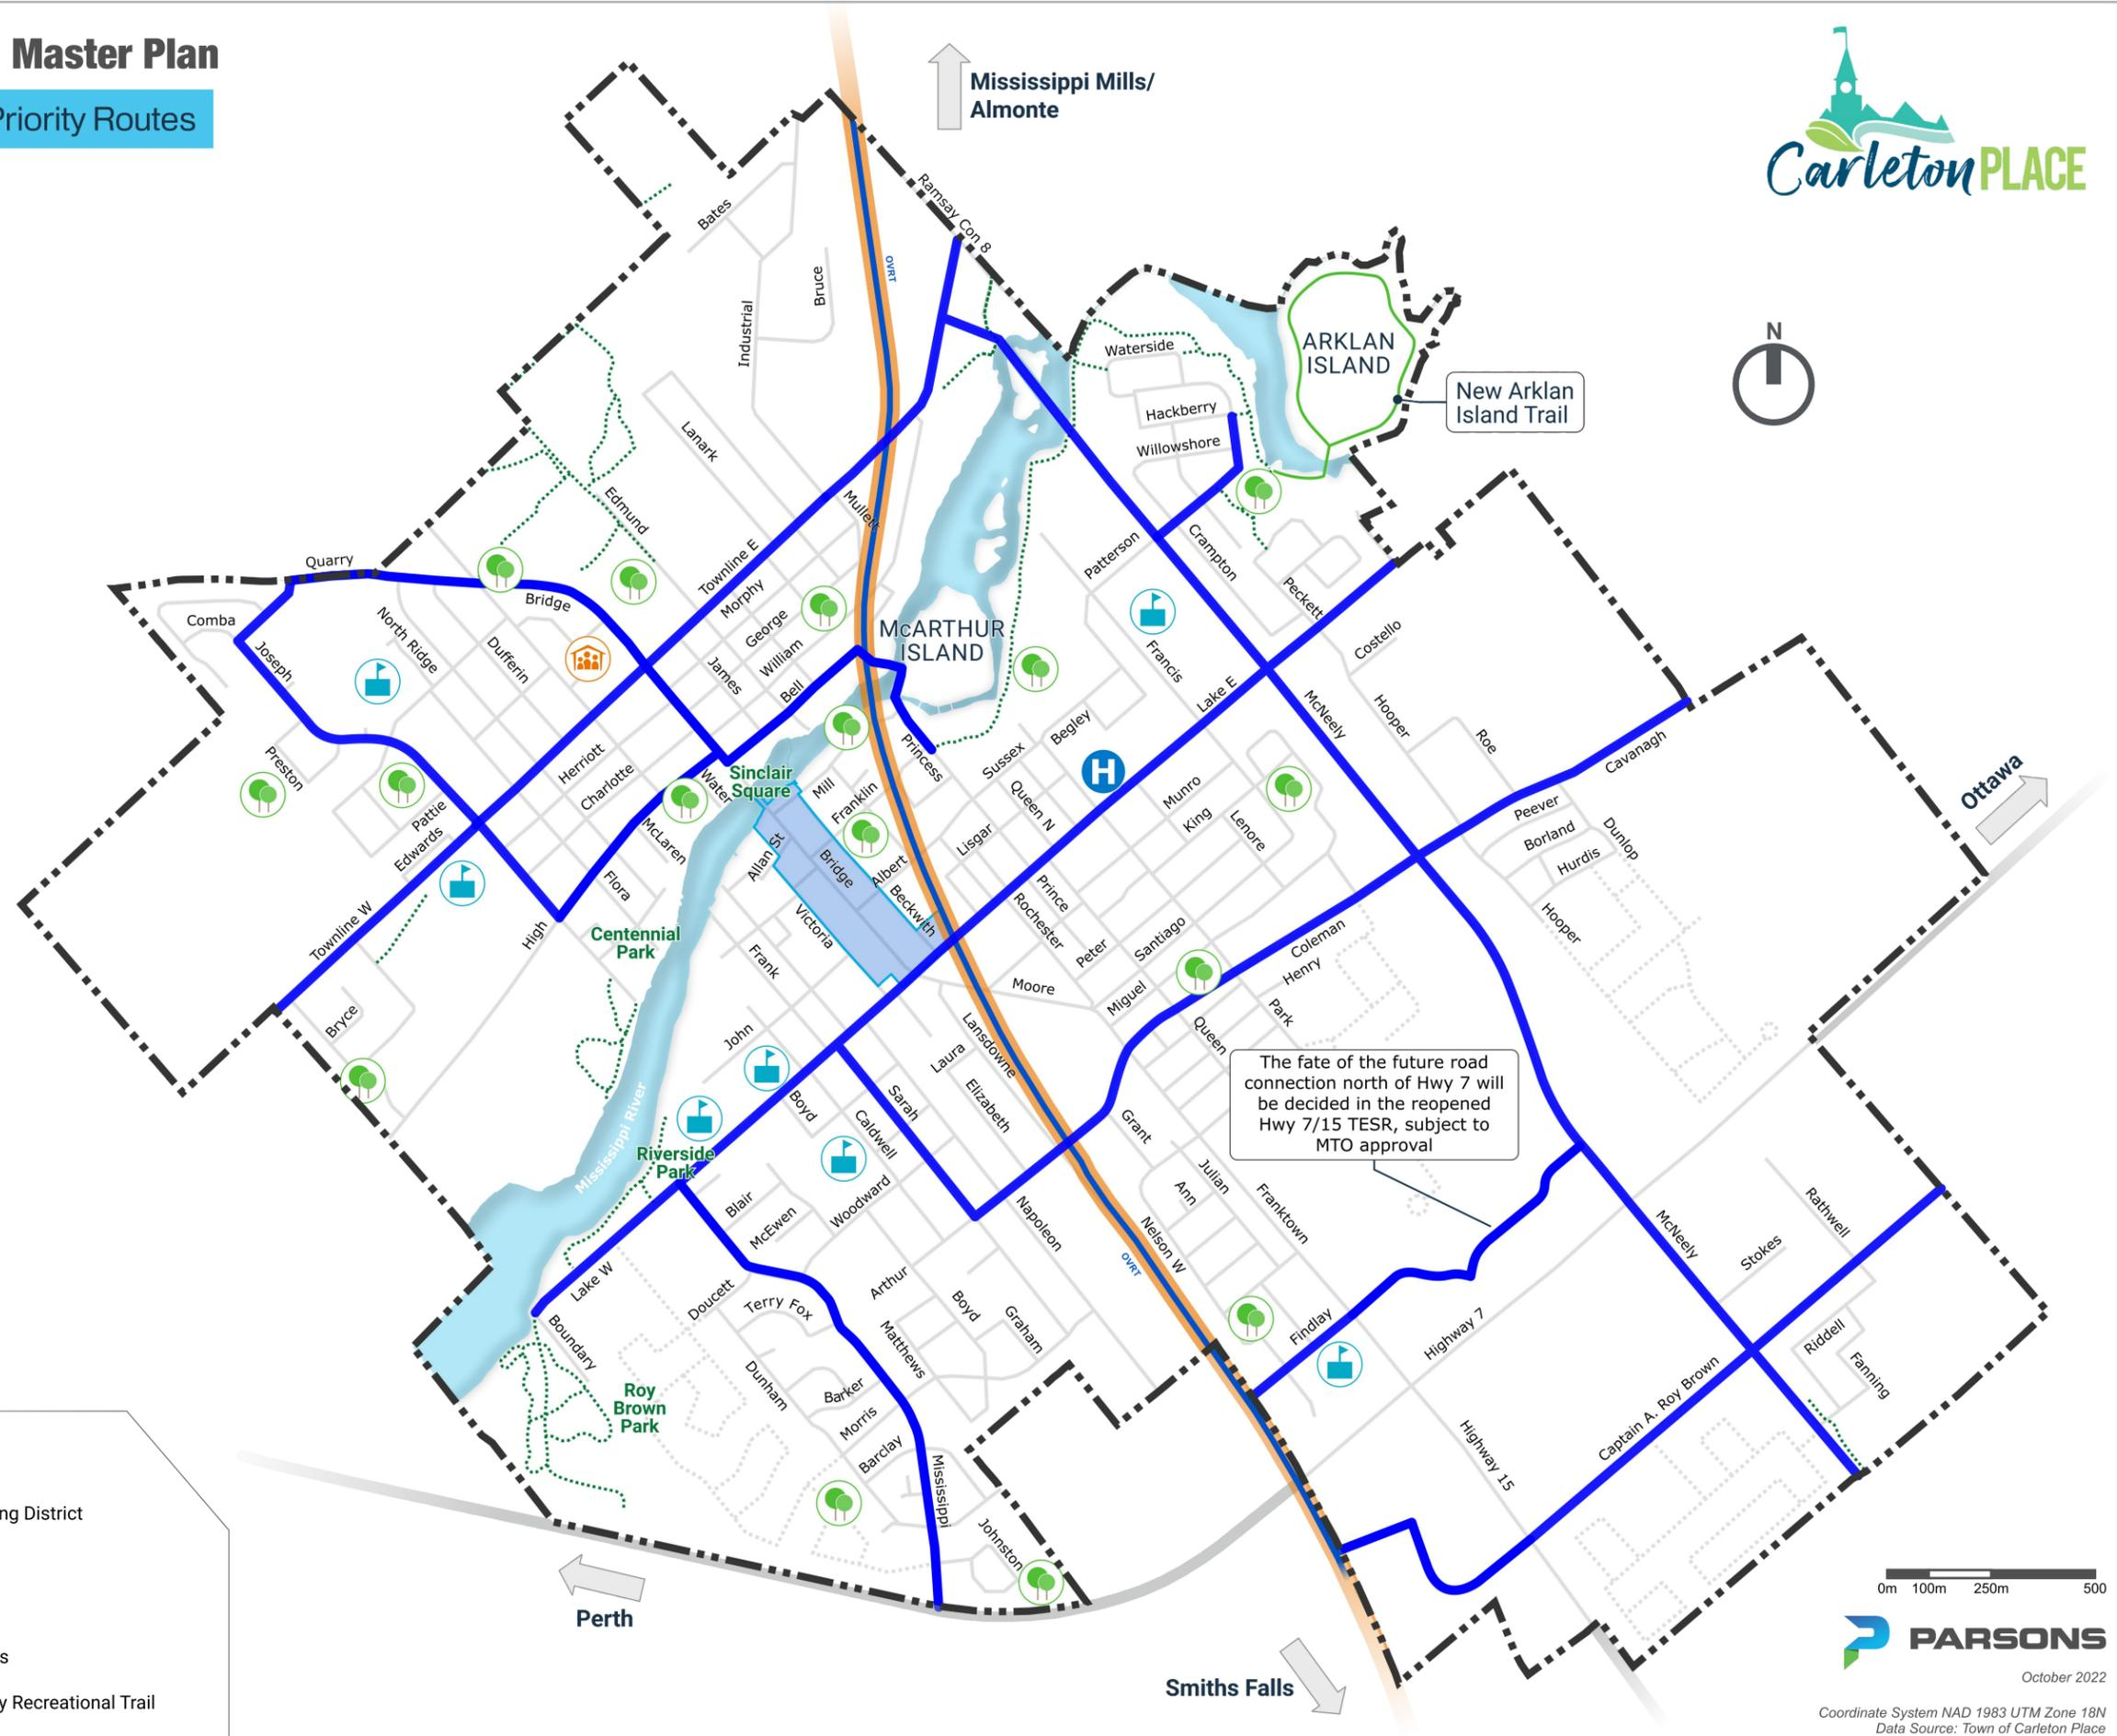 Master Plan
Priority Routes
Mississippi Mills/
Almonte
Carleton PLACE
Ramsay Con 8
Bates
OVRT
Bruce
Industrial
ARKLAN
ISLAND
Waterside
N
New Arklan
Island Trail
Hackberry
Willowshore
Lanark
Mullett
Edmund
Crampton
Patterson
Quarry
Townline E
Morphy
Peckett
Bridge
Comba
North Ridge
George
McARTHUR
ISLAND
Costello
Joseph
Dufferin
William
James
Francis
Bell
Lake E
McNeely
Hooper
Begley
Roe
Preston
Herriott
Princess
Sussex
Cavanagh
Charlotte
Water
Sinclair
Square
Mill
Franklin
Queen N
Munro
Ottawa
Pattie
Edwards
McLaren
King
Lenore
Peever
Lisgar
Borland
Dunlop
Allan St
Bridge
Albert
Hurdis
Flora
Beckwith
Prince
Rochester
Townline W
High
Victoria
Hooper
Centennial
Park
Frank
Peter
Santiago
Coleman
Henry
Moore
Miguel
Park
Bryce
John
Lansdowne
Queen
Laura
The fate of the future road
connection north of Hwy 7 will
be decided in the reopened
Hwy 7/15 TESR, subject to
MTO approval
Mississippi River
Boyd
Sarah
Elizabeth
Caldwell
Grant
Riverside
Park
Julian
Ann
Blair
Woodward
McEwen
Napoleon
Franktown
Nelson W
McNeely
Rathwell
Stokes
OVRT
Lake W
Doucett
Arthur
Terry Fox
Boyd
Graham
Boundary
Findlay
Highway 7
Matthews
Riddell
Fanning
Dunham
Barker
Roy
Brown
Park
Morris
Captain A. Roy Brown
Barclay
Highway 15
Mississippi
ng District
Johnston
Perth
0m 100m 250m 500
PARSONS
s
October 2022
Smiths Falls
y Recreational Trail
Coordinate System NAD 1983 UTM Zone 18N
Data Source: Town of Carleton Place